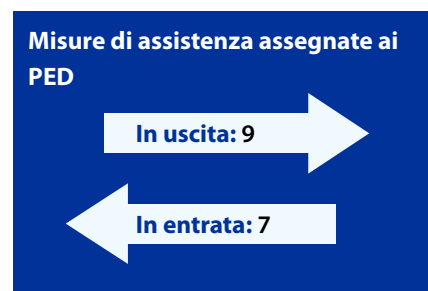 Misure di assistenza assegnate ai
PED
In uscita: 9
In entrata: 7